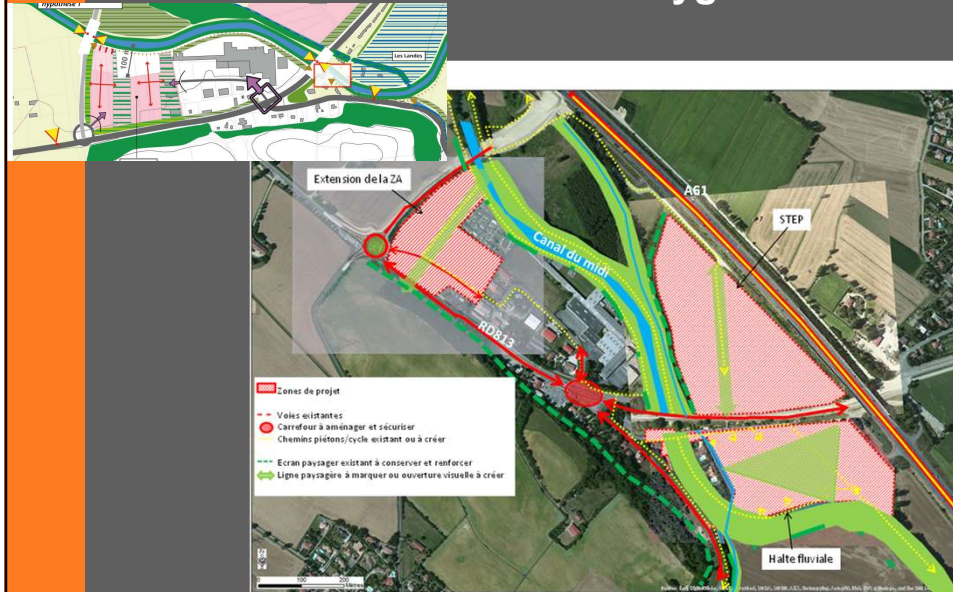 hypothèse 1
100 m
Les Landes
Extension de la ZA
A61
STEP
Canal du midi
RD813
Zones de projet
Voies existantes
Carrefour à aménager et sécuriser
Chemins piétons/cycle existant ou à créer
Ecran paysager existant à conserver et renforcer
Ligne paysagère à marquer ou ouverture visuelle à créer
Halte fluviale
0 100 200